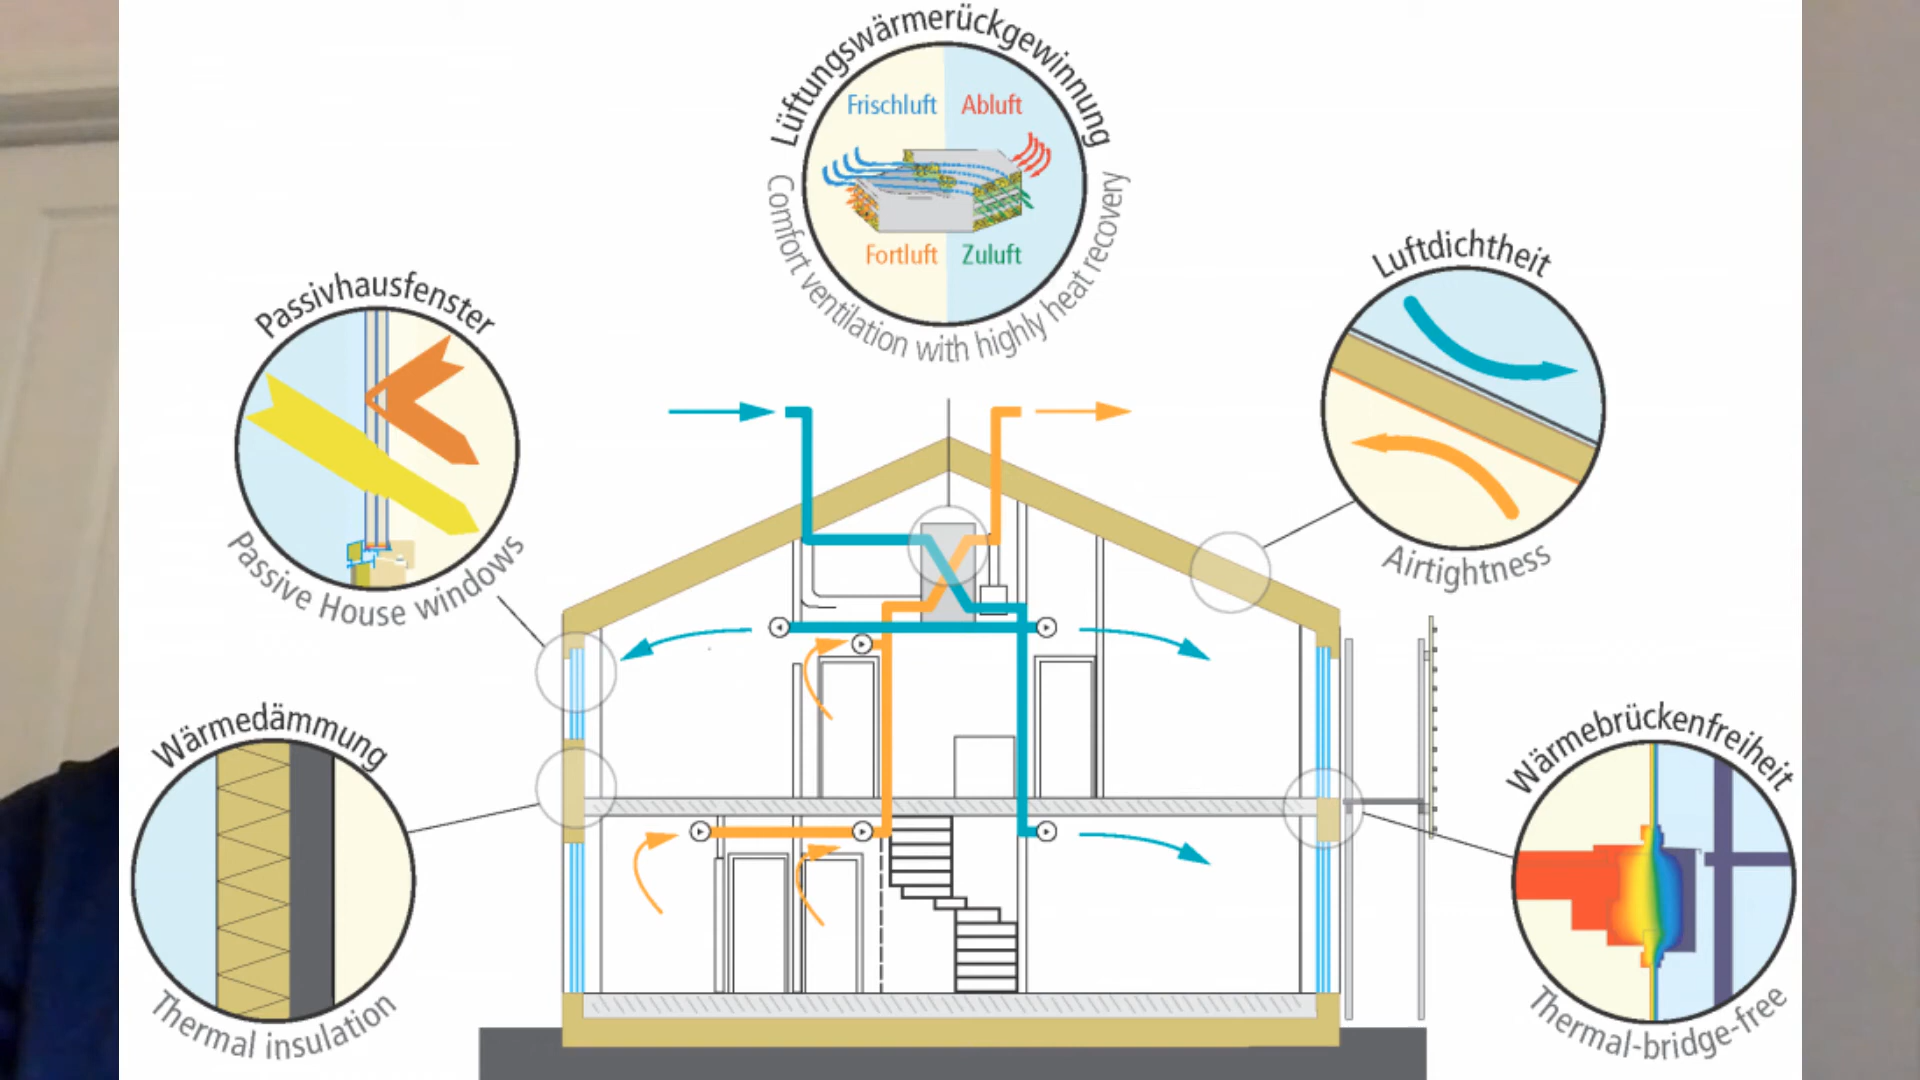 Lüftungswärmerückgewinnung
Frischluft Abluft
Fortluft Zuluft
Comfort ventilation with highly heat recovery
Luftdichtheit
Airtightness
Passivhausfenster
Passive House windows
Wärmedämmung
Thermal insulation
Wärmebrückenfreiheit
Thermal-bridge-free